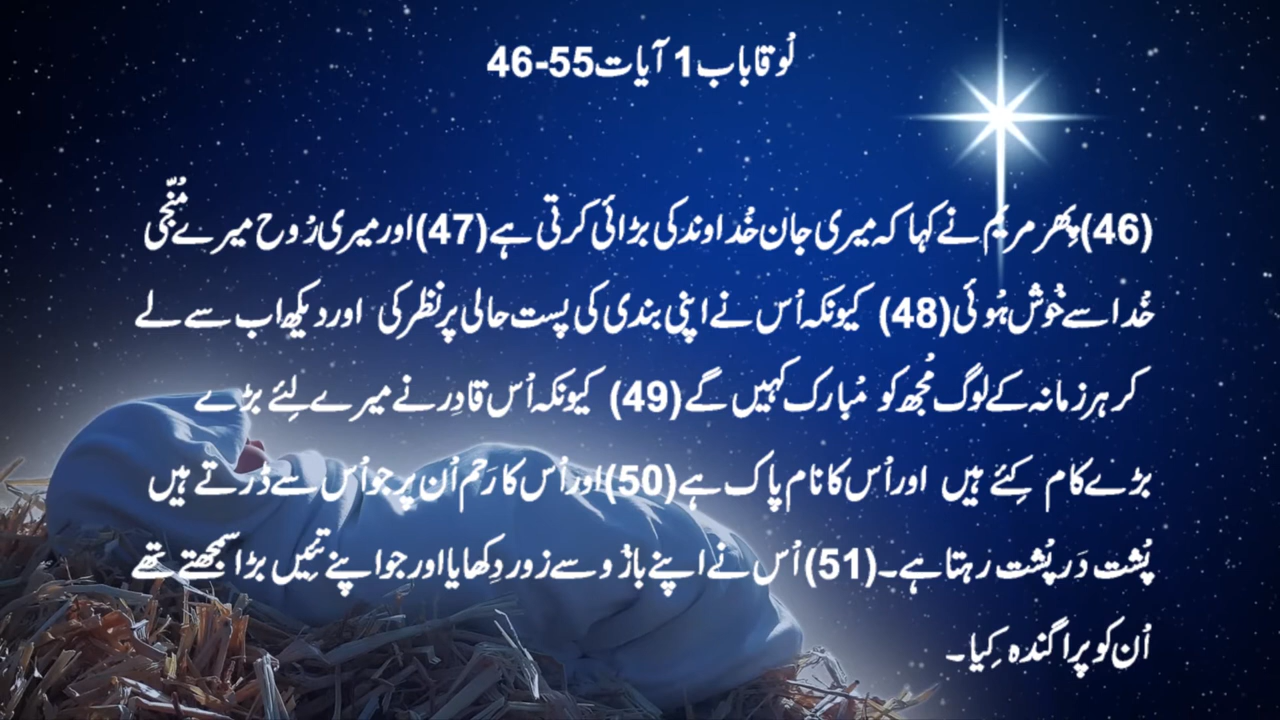 لُوقا باب 1 آیات 55-46
(46) پِھر مریم نے کہا کہ میری جان خُداوند کی بڑائی کرتی ہے (47) اور میری رُوح میرے مُنّجی
خُدا سے خُوش ہُوئی (48) کیونکہ اُس نے اپنی بندی کی پست حالی پر نظر کی اور دیکھ اب سے لے
کر ہر زمانہ کے لوگ مُجھ کو مُبارک کہیں گے (49) کیونکہ اُس قادِر نے میرے لِئے بڑے
بڑے کام کِئے ہیں اور اُس کا نام پاک ہے (50) اور اُس کا رَحم اُن پر جو اُس سے ڈرتے ہیں
پُشت دَر پُشت رہتا ہے۔ (51) اُس نے اپنے بازُو سے زور دِکھایا اور جو اپنے تئِیں بڑا سمجھتے تھے
اُن کو پراگندہ کِیا۔